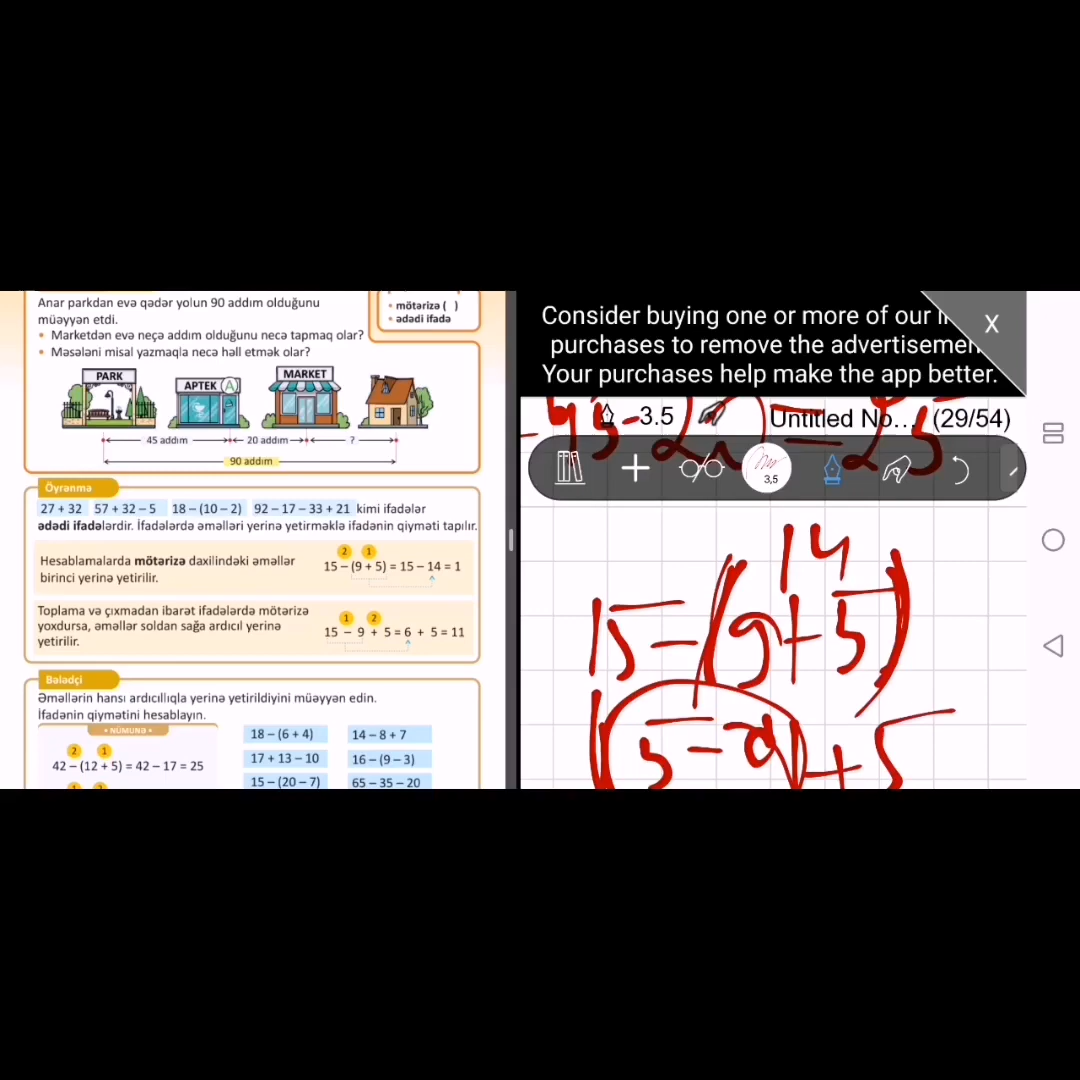 Anar parkdan evə qədər yolun 90 addım olduğunu
müəyyən etdi.
• Marketdən evə neçə addım olduğunu necə tapmaq olar?
• Məsələni misal yazmaqla necə həll etmək olar?
• mötərizə ( )
• ədədi ifadə
PARK
APTEK A
MARKET
45 addım
20 addım
?
90 addım
Öyrənmə
27 + 32 57 + 32 – 5 18 – (10 – 2) 92 – 17 – 33 + 21 kimi ifadələr
ədədi ifadələrdir. İfadələrdə əməlləri yerinə yetirməklə ifadənin qiyməti tapılır.
Hesablamalarda mötərizə daxilindəki əməllər
birinci yerinə yetirilir.
2 1
15 – (9 + 5) = 15 – 14 = 1
Toplama və çıxmadan ibarət ifadələrdə mötərizə
yoxdursa, əməllər soldan sağa ardıcıl yerinə
yetirilir.
1 2
15 – 9 + 5 = 6 + 5 = 11
Bələdçi
Əməllərin hansı ardıcıllıqla yerinə yetirildiyini müəyyən edin.
İfadənin qiymətini hesablayın.
• NÜMUNƏ •
2 1
42 – (12 + 5) = 42 – 17 = 25
1 2
18 – (6 + 4) 14 – 8 + 7
17 + 13 – 10 16 – (9 – 3)
15 – (20 – 7) 65 – 35 – 20
Consider buying one or more of our
purchases to remove the
Your purchases help make the app better.
X
3.5
Untitled No... (29/54)
3,5
14
15 – (9 + 5)
(15 – 9) + 5